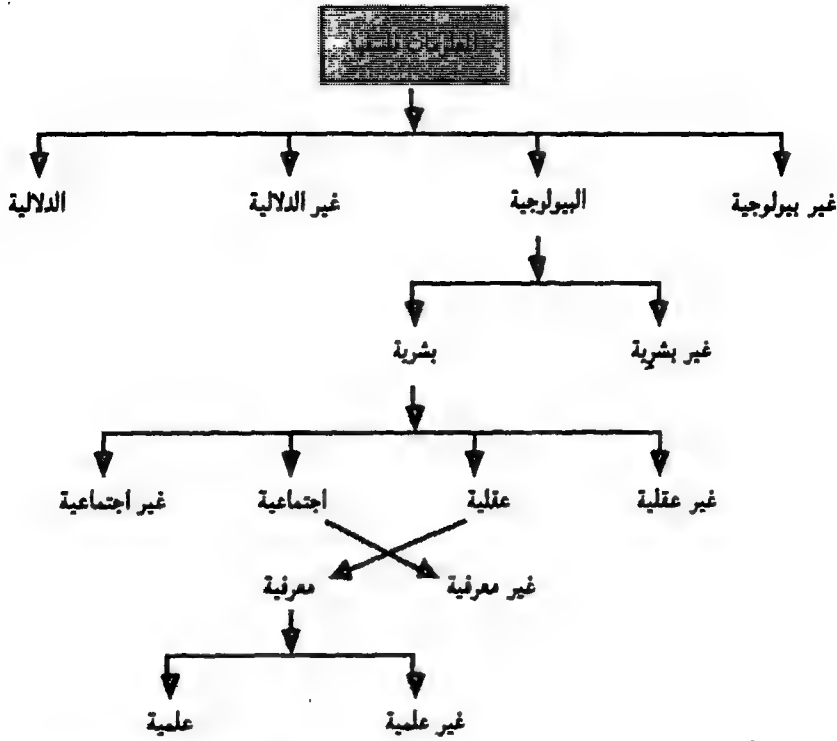 غير بيولوجية البيولوجية غير الدلالية الدلالية
غير بشرية بشرية
غير عقلية عقلية اجتماعية غير اجتماعية
غير معرفية معرفية
غير علمية علمية